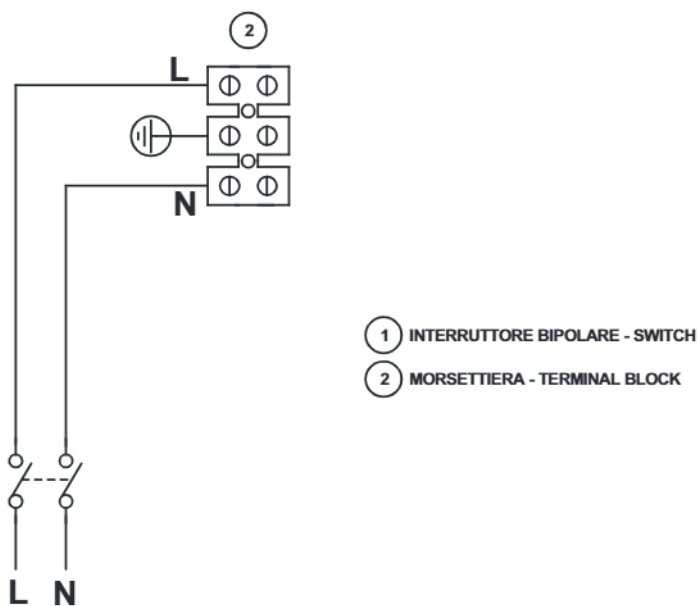 2
L
N
1 INTERRUTTORE BIPOLARE - SWITCH
2 MORSETTIERA - TERMINAL BLOCK
L N